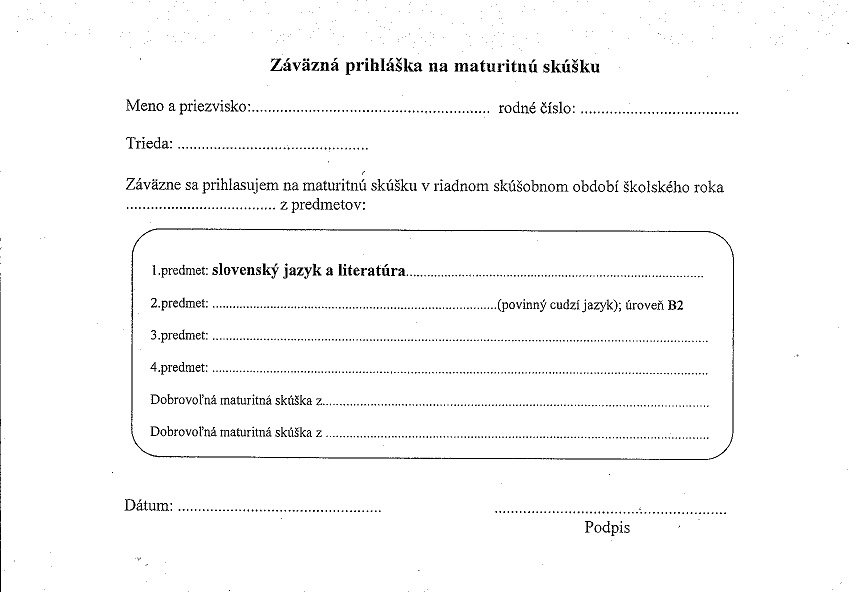 Záväzná prihláška na maturitnú skúšku
Meno a priezvisko:.......................................................... rodné číslo: ......................................
Trieda: ..............................................
Záväzne sa prihlasujem na maturitnú skúšku v riadnom skúšobnom období školského roka
.................................... z predmetov:
1.predmet: slovenský jazyk a literatúra..........................................................................................
2.predmet: ......................................................................................(povinný cudzí jazyk); úroveň B2
3.predmet: ......................................................................................................................................................
4.predmet: ......................................................................................................................................................
Dobrovoľná maturitná skúška z.....................................................................................................................
Dobrovoľná maturitná skúška z .....................................................................................................................
Dátum: ................................................. ........................................................
Podpis